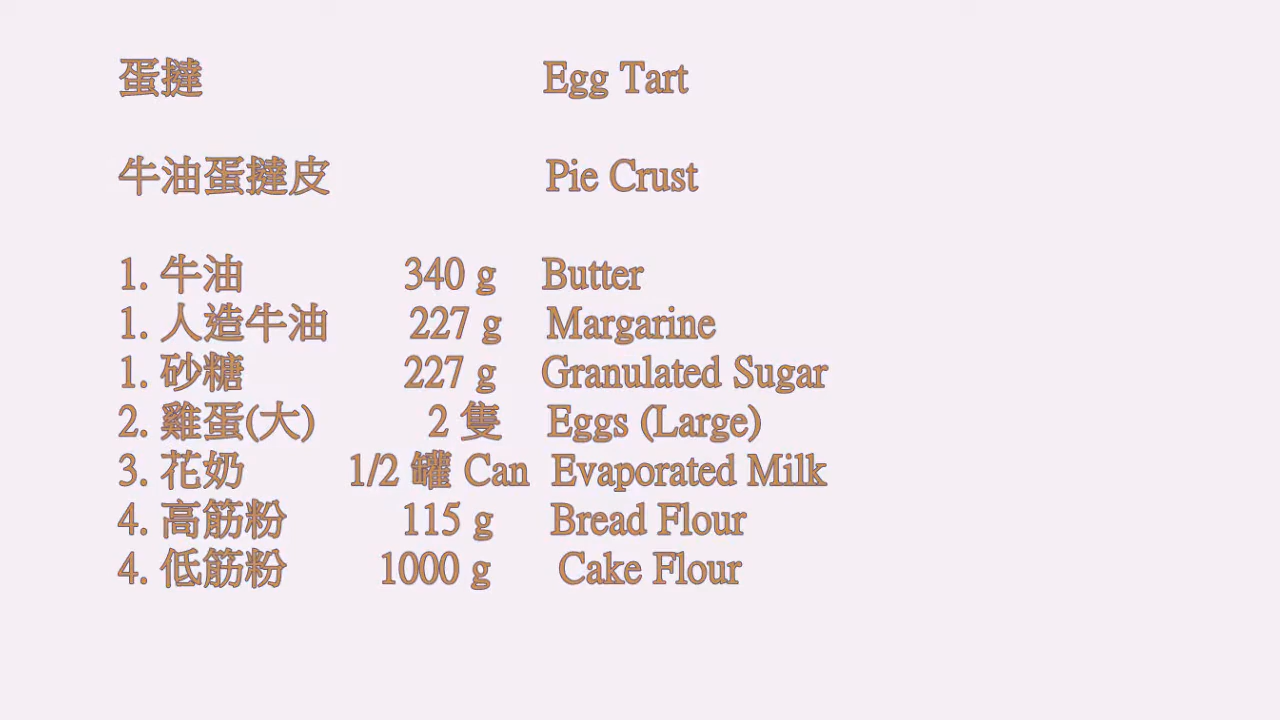 蛋撻 Egg Tart
牛油蛋撻皮 Pie Crust
1. 牛油 340 g Butter
1. 人造牛油 227 g Margarine
1. 砂糖 227 g Granulated Sugar
2. 雞蛋(大) 2 隻 Eggs (Large)
3. 花奶 1/2 罐 Can Evaporated Milk
4. 高筋粉 115 g Bread Flour
4. 低筋粉 1000 g Cake Flour